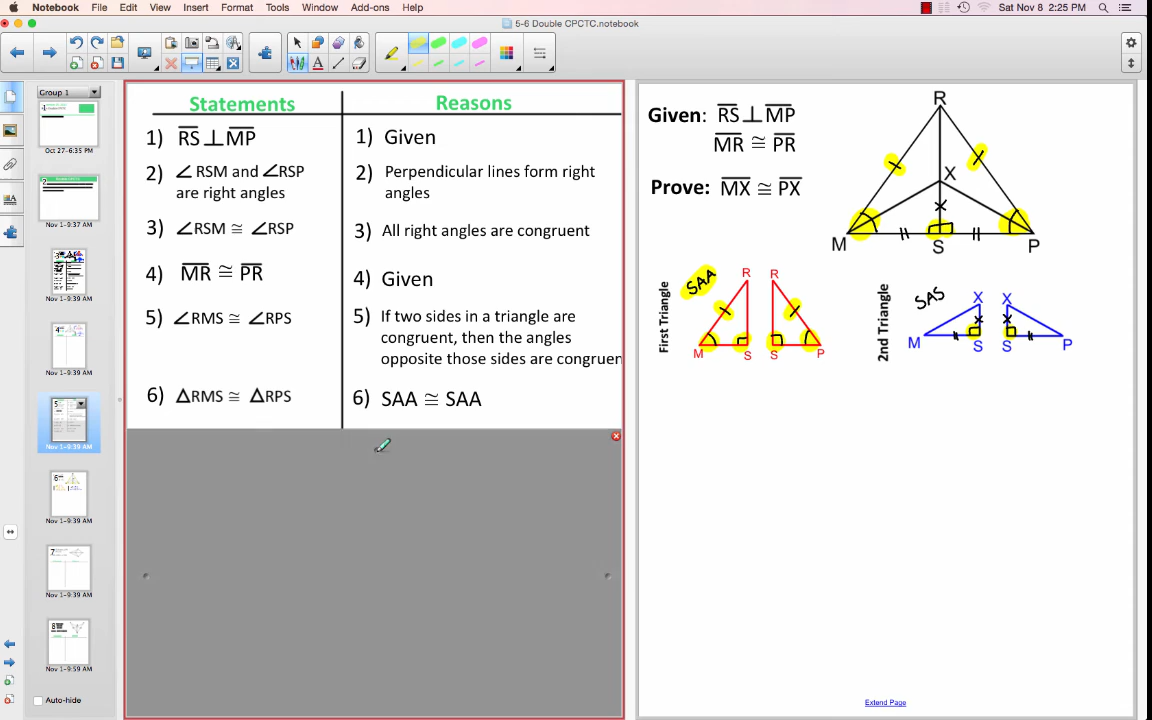 Notebook File Edit View Insert Format Tools Window Add-ons Help
Sat Nov 8 2:25 PM
5-6 Double CPCTC.notebook
Group 1
Oct 27–6:35 PM
Nov 1–9:37 AM
Nov 1–9:39 AM
Nov 1–9:39 AM
Nov 1–9:39 AM
Nov 1–9:39 AM
Nov 1–9:39 AM
Nov 1–9:59 AM
Auto-hide
Statements Reasons
1) RS ⊥ MP 1) Given
2) ∠ RSM and ∠RSP are right angles 2) Perpendicular lines form right angles
3) ∠RSM ≅ ∠RSP 3) All right angles are congruent
4) MR ≅ PR 4) Given
5) ∠RMS ≅ ∠RPS 5) If two sides in a triangle are
congruent, then the angles
opposite those sides are congruen
6) △RMS ≅ △RPS 6) SAA ≅ SAA
Given: RS ⊥ MP
MR ≅ PR
Prove: MX ≅ PX
R
X
M S P
First Triangle
SAA
R R
M S S P
2nd Triangle
SAS
X X
M S S P
Extend Page